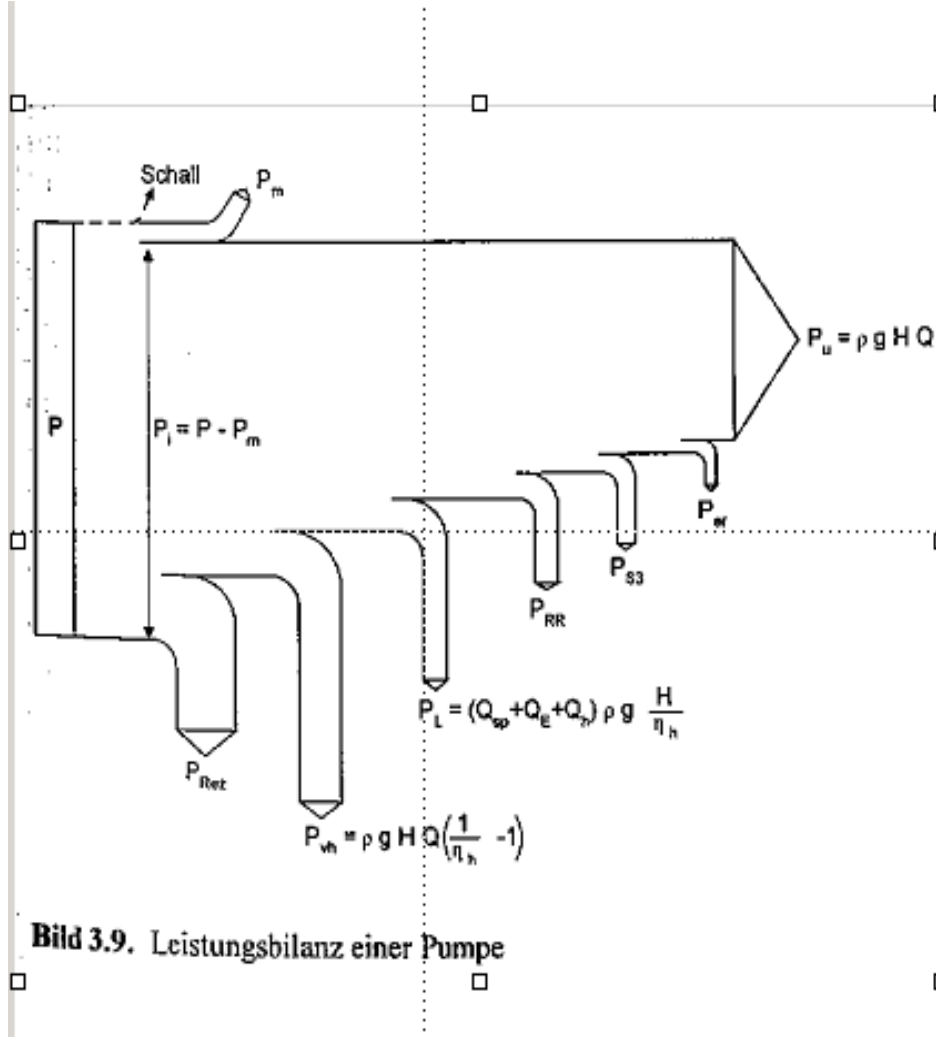 Schall
P_m
P_u = ρ g H Q
P
P_i = P - P_m
P_er
P_S3
P_RR
P_L = (Q_sp+Q_E+Q_h) ρ g H/η_h
P_Rec
P_vh = ρ g H Q(1/η_h -1)
Bild 3.9. Leistungsbilanz einer Pumpe